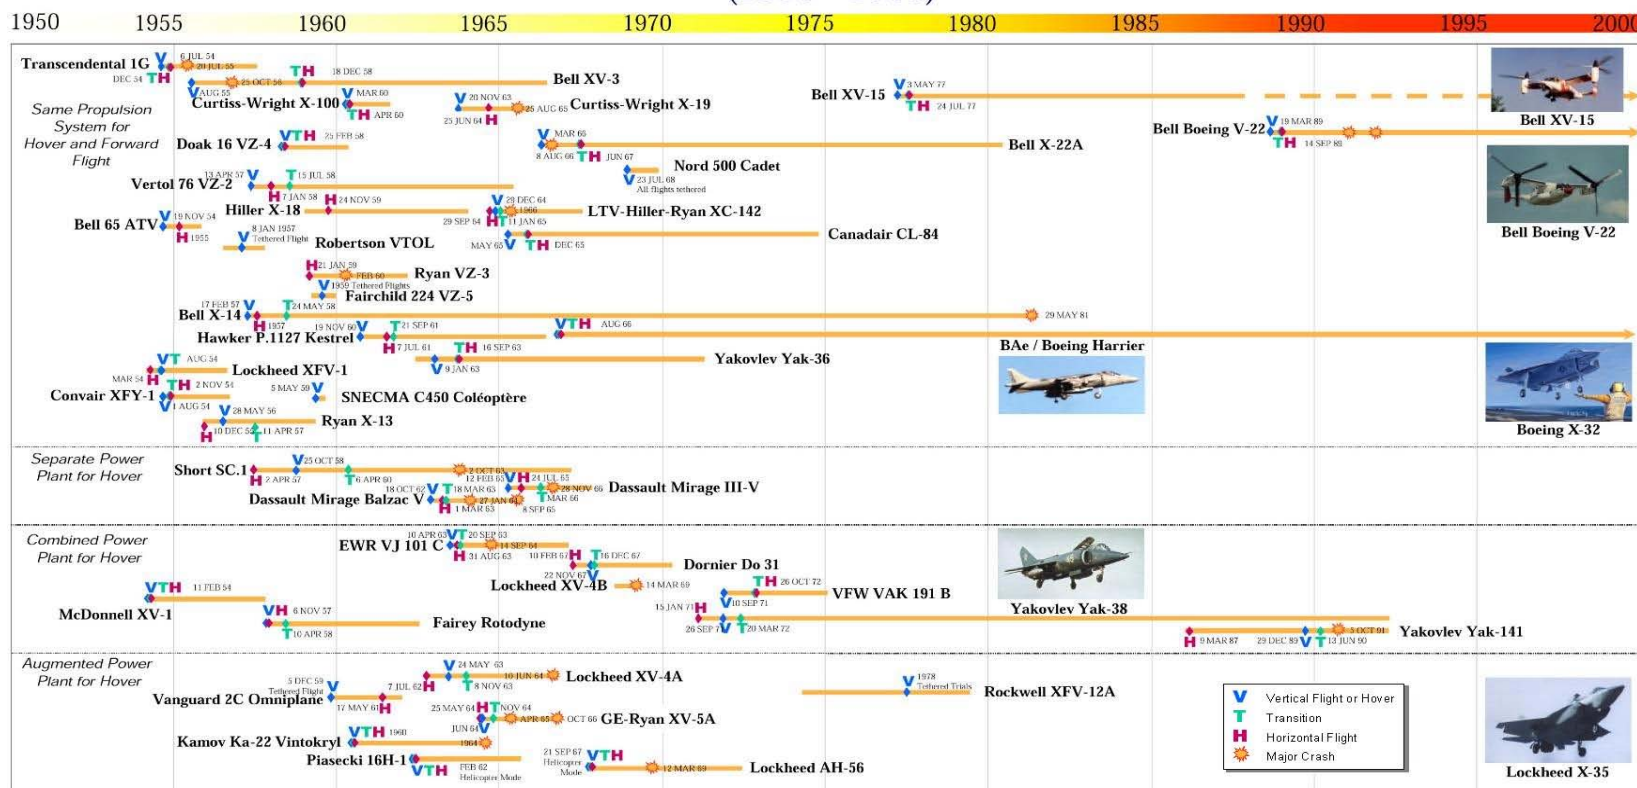 1950 1955 1960 1965 1970 1975 1980 1985 1990 1995 2000
Same Propulsion
System for
Hover and Forward
Flight
Transcendental 1G
6 JUL 54
20 JUL 55
DEC 54 T H
V
Bell XV-3
T H 18 DEC 58
25 OCT 56
V AUG 55
Curtiss-Wright X-100
V MAR 60
T H APR 60
Curtiss-Wright X-19
V 20 NOV 63
25 AUG 65
25 JUN 64 H
Bell XV-15
V 3 MAY 77
T H 24 JUL 77
Bell Boeing V-22
V 19 MAR 89
T H 14 SEP 89
Doak 16 VZ-4
V T H 25 FEB 58
Bell X-22A
V MAR 66
8 AUG 66
T H JUN 67
Nord 500 Cadet
V 23 JUL 68
All flights tethered
Vertol 76 VZ-2
13 APR 57 V
T 15 JUL 58
H 7 JAN 58
Hiller X-18
H 24 NOV 59
LTV-Hiller-Ryan XC-142
V 29 DEC 64
1966
29 SEP 64 H
T 11 JAN 65
Bell 65 ATV
V 19 NOV 54
H 1955
Robertson VTOL
V 8 JAN 1957
Tethered Flight
Canadair CL-84
MAY 65 V
T H DEC 65
Ryan VZ-3
H 21 JAN 59
FEB 60
Fairchild 224 VZ-5
V 1959 Tethered Flights
Bell X-14
17 FEB 57 V
T 24 MAY 58
H 1957
29 MAY 81
Hawker P.1127 Kestrel
19 NOV 60 V
T 21 SEP 61
H 7 JUL 61
BAe / Boeing Harrier
V T H AUG 66
Yakovlev Yak-36
T H 16 SEP 63
V 9 JAN 63
Lockheed XFV-1
V T AUG 54
MAR 54 H
Convair XFY-1
T H 2 NOV 54
V 1 AUG 54
SNECMA C450 Coléoptère
5 MAY 59 V
Ryan X-13
V 28 MAY 56
H 10 DEC 55
T 11 APR 57
Bell XV-15
Bell Boeing V-22
Boeing X-32
Separate Power
Plant for Hover
Short SC.1
V 25 OCT 58
H 2 APR 57
T 6 APR 60
2 OCT 63
Dassault Mirage Balzac V
18 OCT 62 V
T 18 MAR 63
H 1 MAR 63
27 JAN 64
8 SEP 65
Dassault Mirage III-V
12 FEB 65 V
H 24 JUL 65
T MAR 66
28 NOV 66
Combined Power
Plant for Hover
EWR VJ 101 C
10 APR 63 V
T 20 SEP 63
H 31 AUG 63
14 SEP 64
Dornier Do 31
10 FEB 67 H
T 16 DEC 67
22 NOV 67 V
Lockheed XV-4B
14 MAR 69
VFW VAK 191 B
T H 26 OCT 72
V 10 SEP 71
McDonnell XV-1
V T H 11 FEB 54
Fairey Rotodyne
V H 6 NOV 57
T 10 APR 58
Yakovlev Yak-38
15 JAN 71 H
V
T 20 MAR 72
Yakovlev Yak-141
H 9 MAR 87
29 DEC 89 V
T 13 JUN 90
5 OCT 91
Augmented Power
Plant for Hover
Lockheed XV-4A
V 24 MAY 63
10 JUN 64
7 JUL 62 H
T 8 NOV 63
Vanguard 2C Omniplane
5 DEC 59
Tethered Flight V
17 MAY 61 H
Rockwell XFV-12A
V 1978
Tethered Trials
GE-Ryan XV-5A
25 MAY 64 H
T NOV 64
JUN 64 V
APR 65
OCT 66
Kamov Ka-22 Vintokryl
V T H 1960
1964
Piasecki 16H-1
V T H FEB 62
Helicopter Mode
Lockheed AH-56
21 SEP 67
Helicopter
Mode
V T H
12 MAR 69
V Vertical Flight or Hover
T Transition
H Horizontal Flight
Major Crash
Lockheed X-35